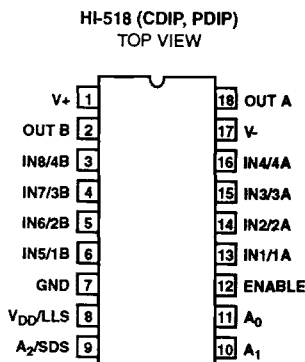 HI-518 (CDIP, PDIP)
TOP VIEW
V+ 1 18 OUT A
OUT B 2 17 V-
IN8/4B 3 16 IN4/4A
IN7/3B 4 15 IN3/3A
IN6/2B 5 14 IN2/2A
IN5/1B 6 13 IN1/1A
GND 7 12 ENABLE
VDD/LLS 8 11 A0
A2/SDS 9 10 A1